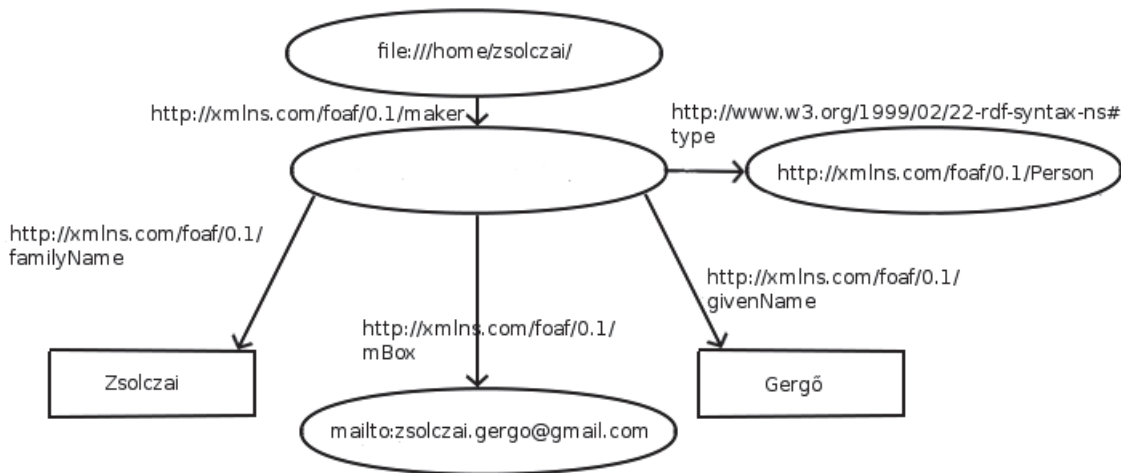 file:///home/zsolczai/
http://xmlns.com/foaf/0.1/maker
http://www.w3.org/1999/02/22-rdf-syntax-ns#
type
http://xmlns.com/foaf/0.1/Person
http://xmlns.com/foaf/0.1/
familyName
http://xmlns.com/foaf/0.1/
givenName
http://xmlns.com/foaf/0.1/
mBox
Zsolczai
Gergő
mailto:zsolczai.gergo@gmail.com